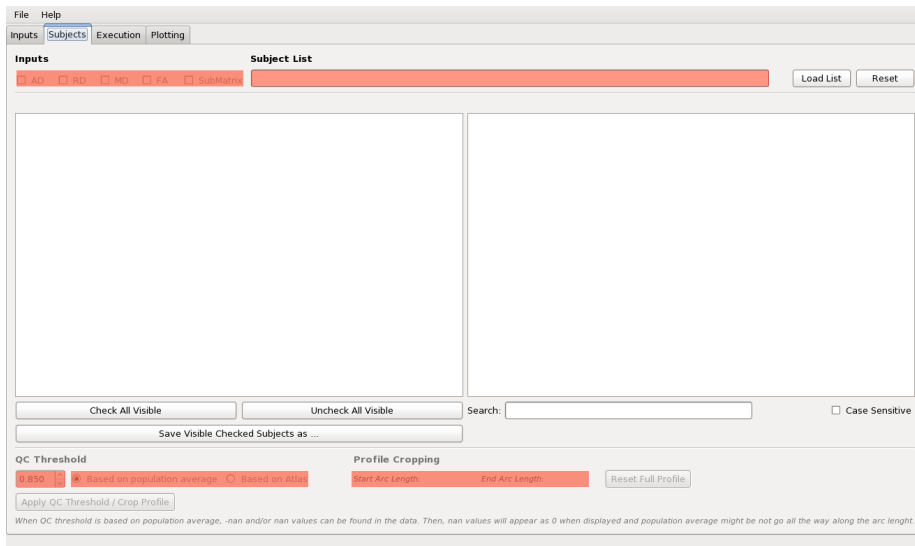 File Help
Inputs Subjects Execution Plotting
Inputs Subject List
AD RD MD FA SubMatrix Load List Reset
Check All Visible Uncheck All Visible Search: Case Sensitive
Save Visible Checked Subjects as ...
QC Threshold Profile Cropping
0.850 Based on population average Based on Atlas Start Arc Length: End Arc Length: Reset Full Profile
Apply QC Threshold / Crop Profile
When QC threshold is based on population average, -nan and/or nan values can be found in the data. Then, nan values will appear as 0 when displayed and population average might be not go all the way along the arc lenght.